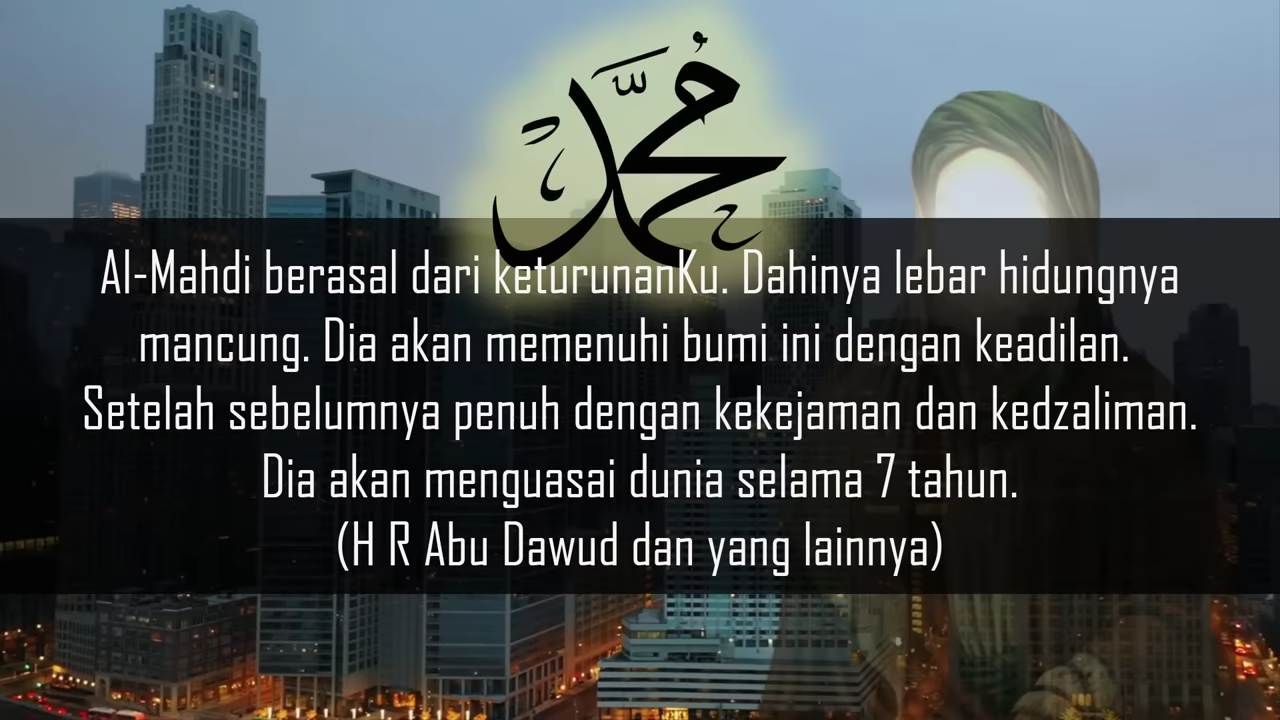 محمد
Al-Mahdi berasal dari keturunanKu. Dahinya lebar hidungnya
mancung. Dia akan memenuhi bumi ini dengan keadilan.
Setelah sebelumnya penuh dengan kekejaman dan kedzaliman.
Dia akan menguasai dunia selama 7 tahun.
(H R Abu Dawud dan yang lainnya)